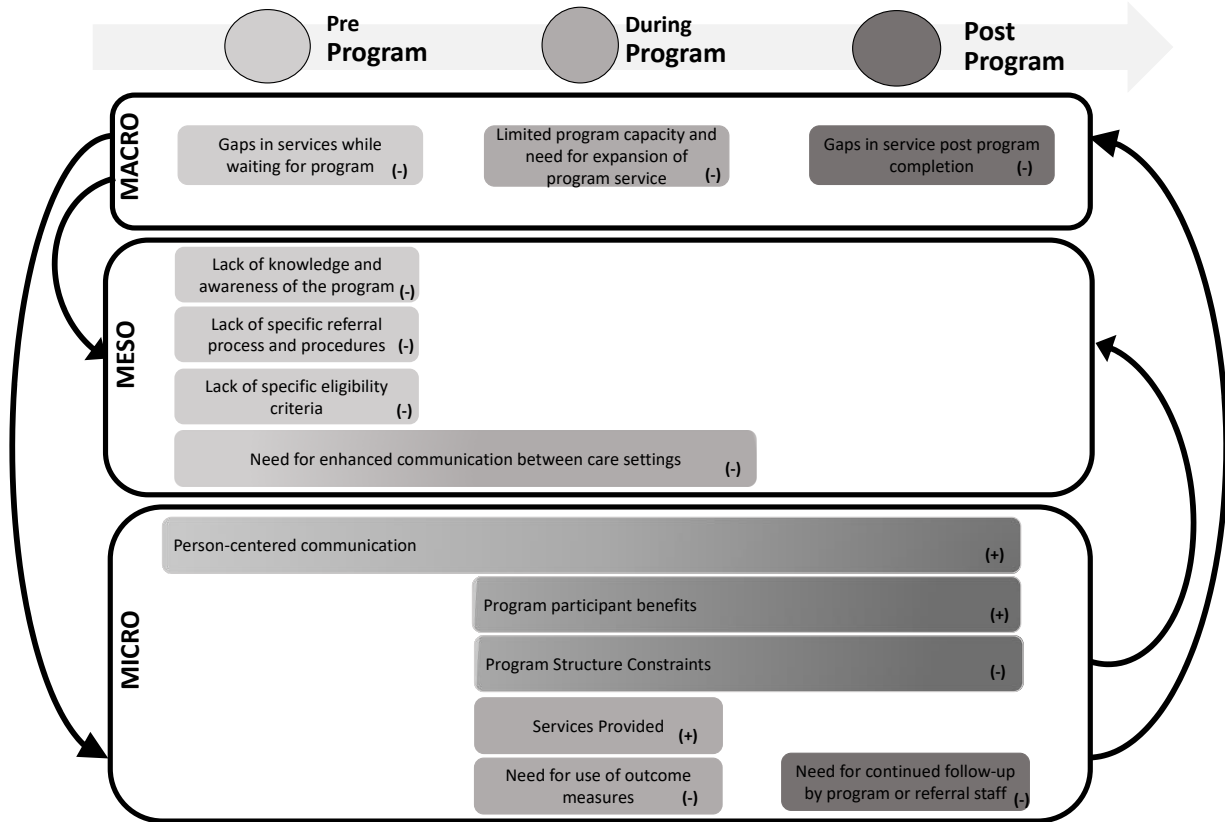 Pre
Program
During
Program
Post
Program
MACRO
Gaps in services while
waiting for program
(-)
Limited program capacity and
need for expansion of
program service
(-)
Gaps in service post program
completion
(-)
MESO
Lack of knowledge and
awareness of the program
(-)
Lack of specific referral
process and procedures
(-)
Lack of specific eligibility
criteria
(-)
Need for enhanced communication between care settings
(-)
MICRO
Person-centered communication
(+)
Program participant benefits
(+)
Program Structure Constraints
(-)
Services Provided
(+)
Need for use of outcome
measures
(-)
Need for continued follow-up
by program or referral staff
(-)